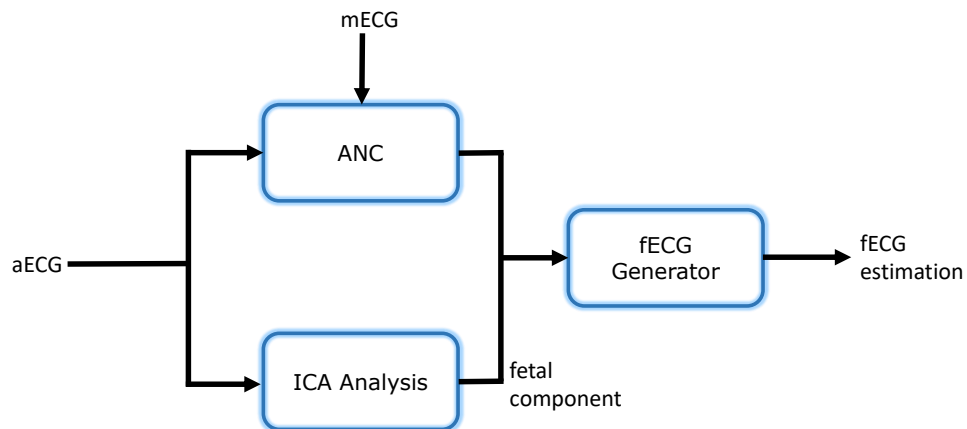 mECG
ANC
aECG
fECG
Generator
fECG
estimation
ICA Analysis
fetal
component